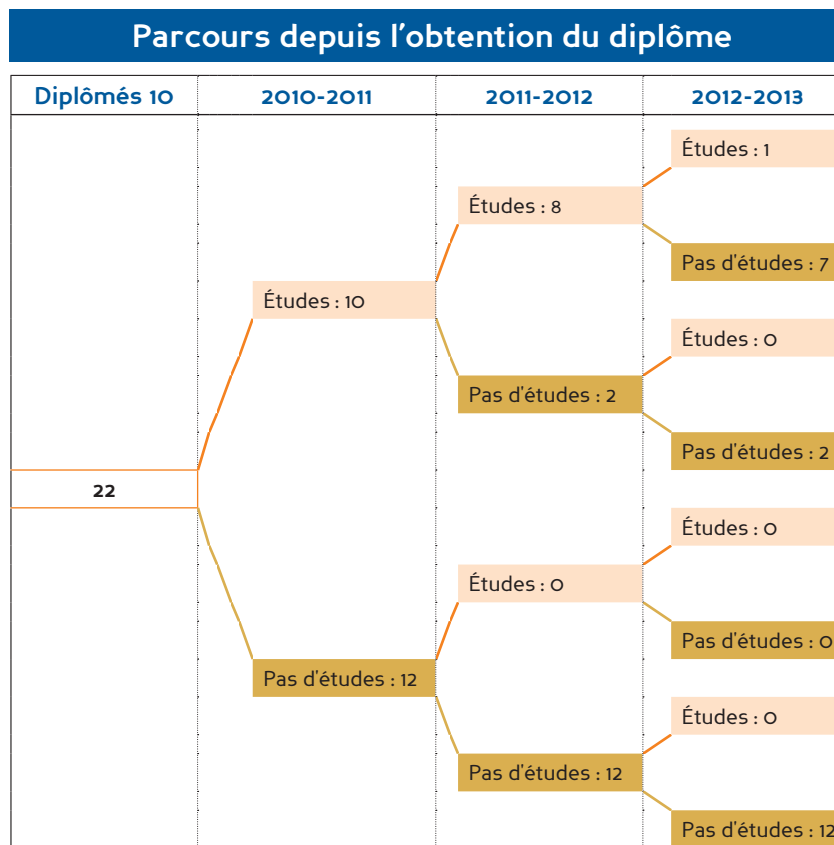 Parcours depuis l'obtention du diplôme
Diplômés 10 2010-2011 2011-2012 2012-2013
Études : 1
Études : 8
Pas d'études : 7
Études : 10
Études : 0
Pas d'études : 2
Pas d'études : 2
22
Études : 0
Études : 0
Pas d'études : 0
Pas d'études : 12
Études : 0
Pas d'études : 12
Pas d'études : 12